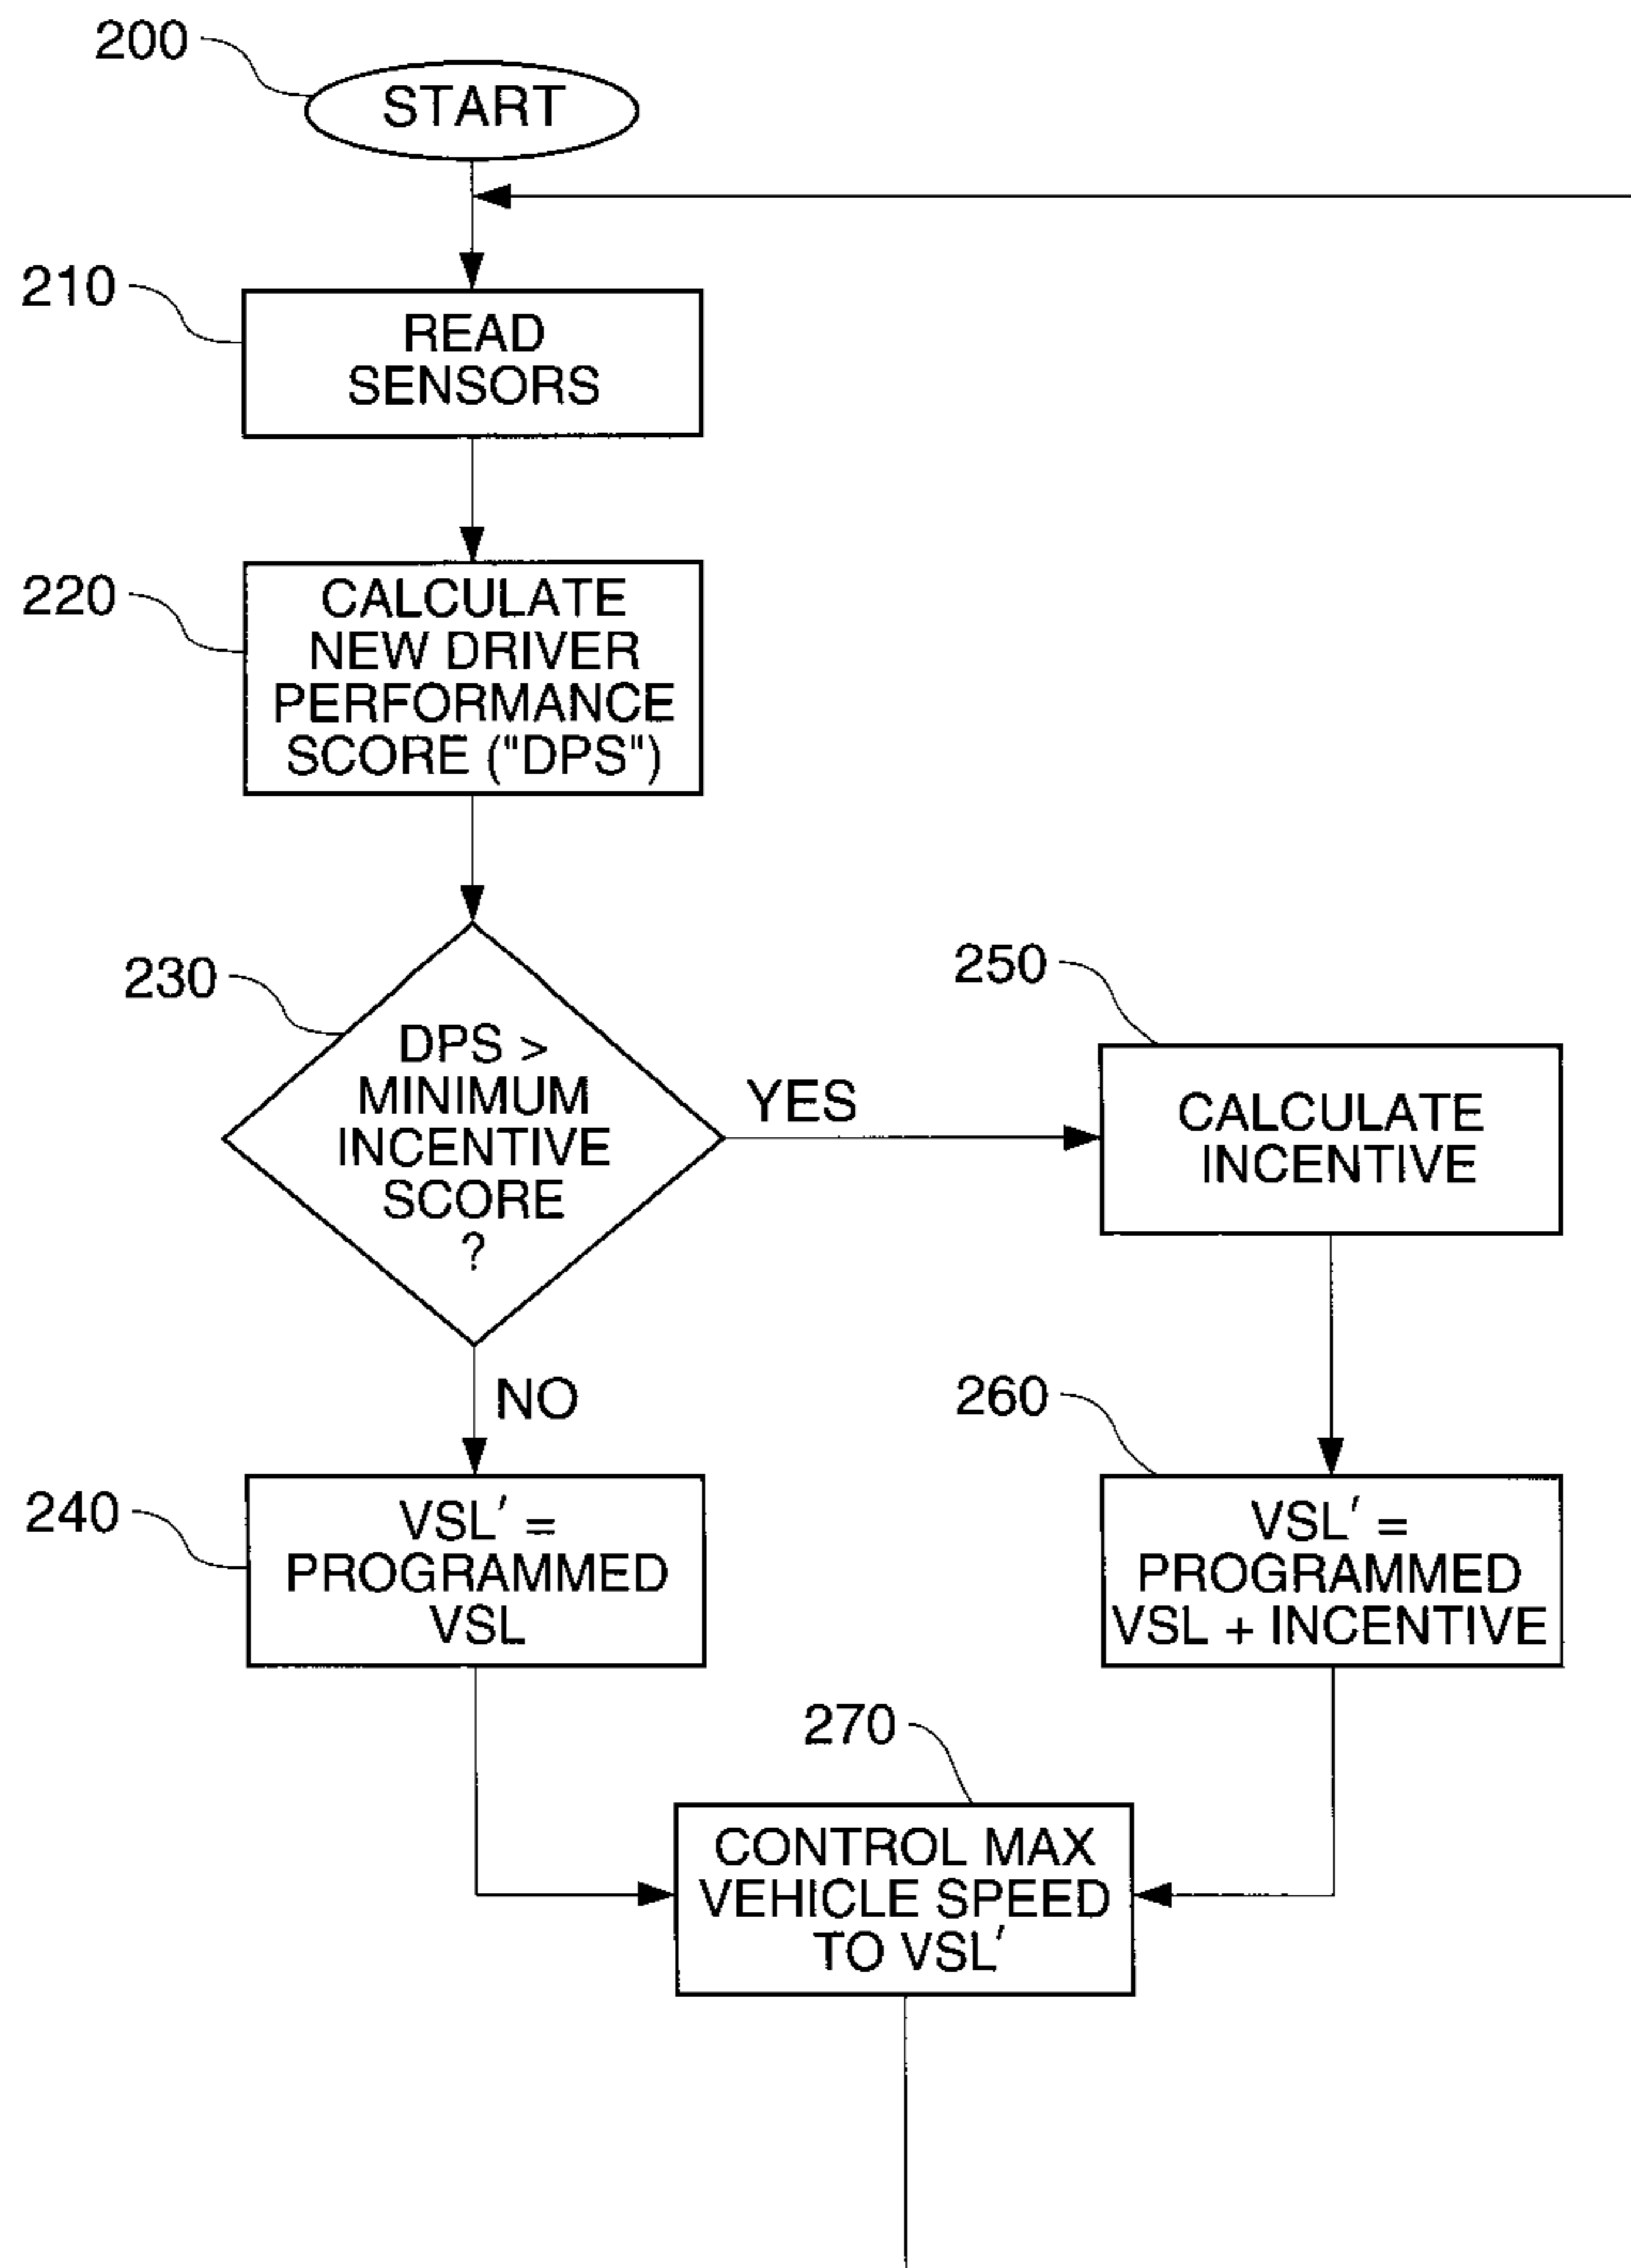 200
START
210
READ
SENSORS
220
CALCULATE
NEW DRIVER
PERFORMANCE
SCORE ("DPS")
230
DPS >
MINIMUM
INCENTIVE
SCORE
?
YES
250
CALCULATE
INCENTIVE
NO
240
VSL' =
PROGRAMMED
VSL
260
VSL' =
PROGRAMMED
VSL + INCENTIVE
270
CONTROL MAX
VEHICLE SPEED
TO VSL'